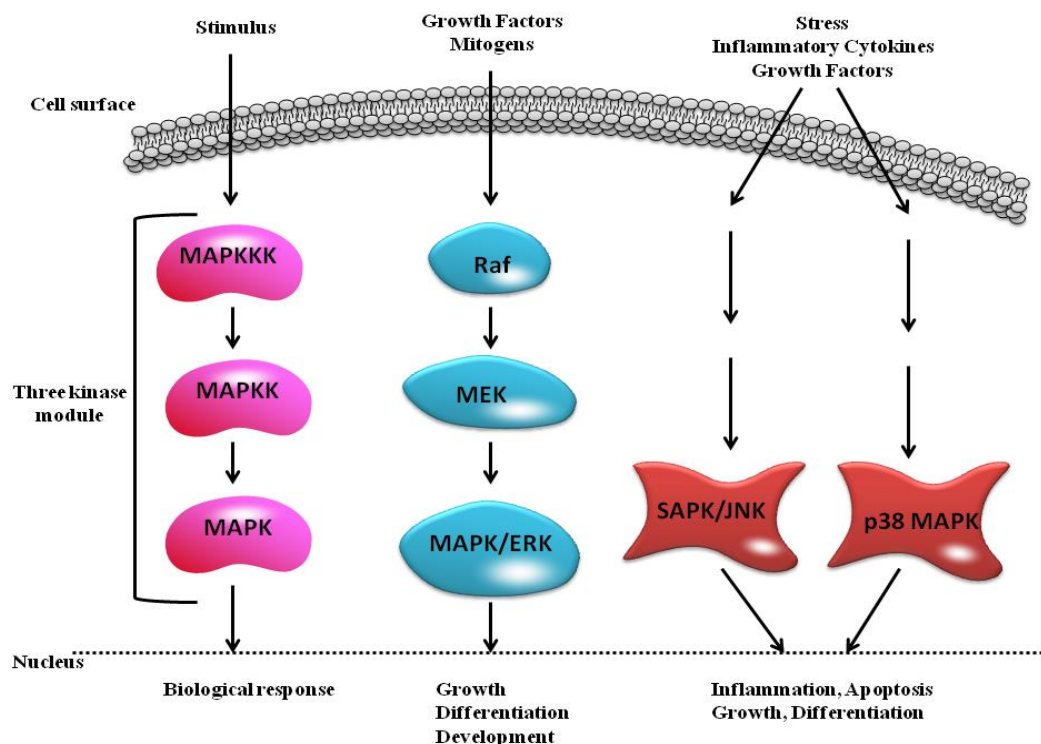 Stimulus
Growth Factors
Mitogens
Stress
Inflammatory Cytokines
Growth Factors
Cell surface
MAPKKK
Raf
Three kinase
module
MAPKK
MEK
MAPK
MAPK/ERK
SAPK/JNK
p38 MAPK
Nucleus
Biological response
Growth
Differentiation
Development
Inflammation, Apoptosis
Growth, Differentiation